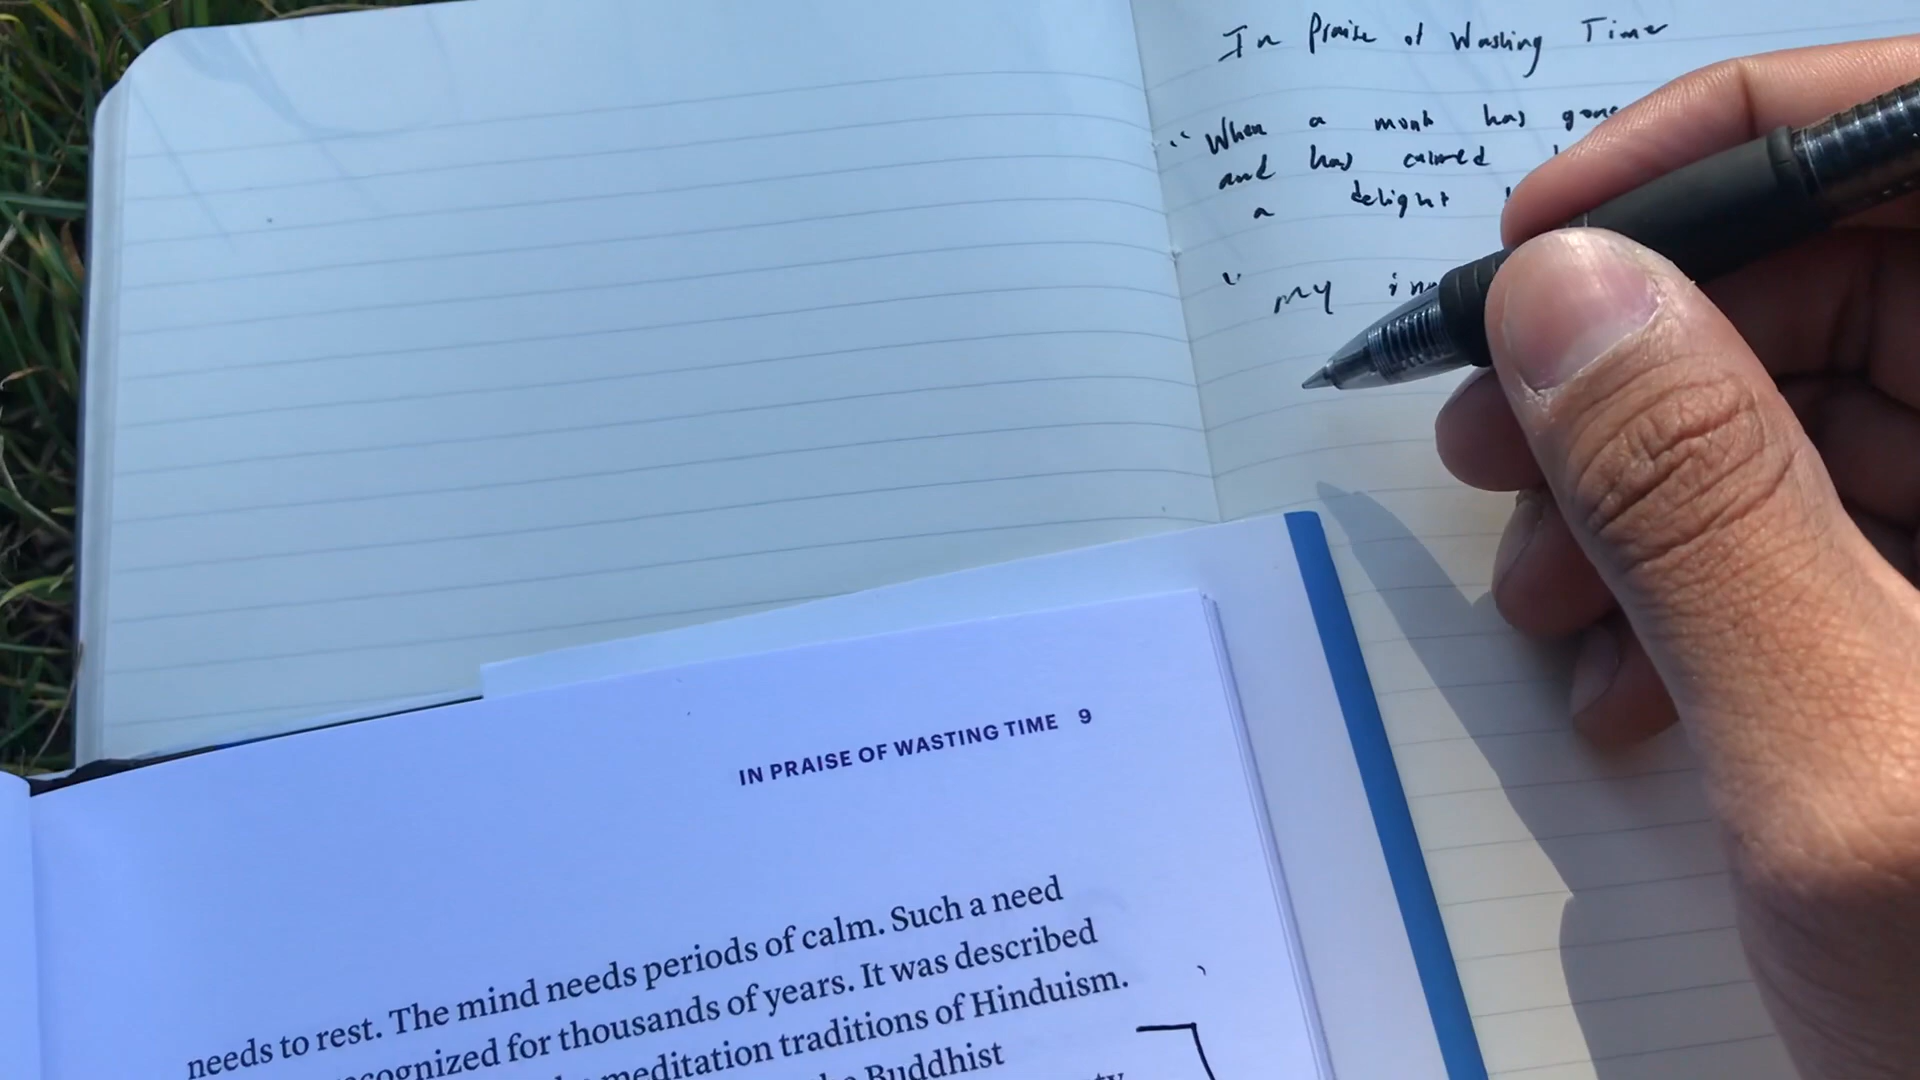 In Praise of Wasting Time
"When a monk has gone
and has calmed
a delight
" my
IN PRAISE OF WASTING TIME 9
needs to rest. The mind needs periods of calm. Such a need
for thousands of years. It was described
meditation traditions of Hinduism.
Buddhist